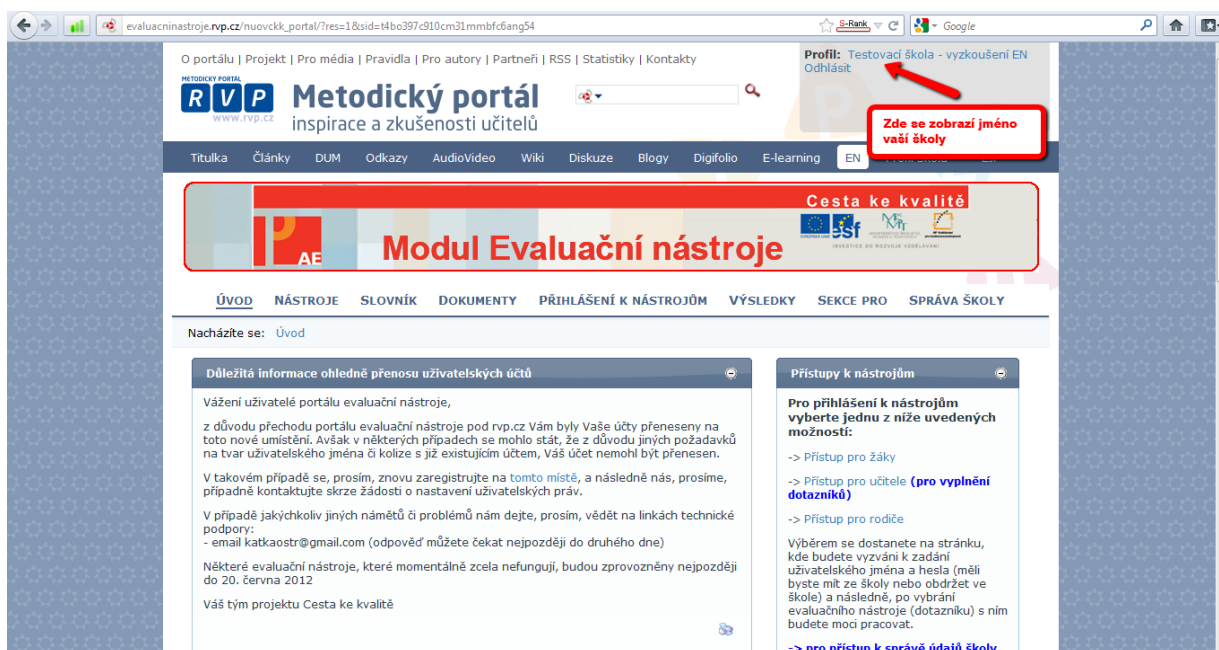 evaluacninastroje.rvp.cz/nuovckk_portal/?res=1&sid=t4bo397c910cm31mmbfc6ang54
S-Rank
Google
O portálu | Projekt | Pro média | Pravidla | Pro autory | Partneři | RSS | Statistiky | Kontakty
Profil: Testovací škola - vyzkoušení EN
Odhlásit
METODICKÝ PORTÁL
RVP
www.rvp.cz
Metodický portál
inspirace a zkušenosti učitelů
Zde se zobrazí jméno
vaší školy
Titulka Články DUM Odkazy AudioVideo Wiki Diskuze Blogy Digifolio E-learning EN
Cesta ke kvalitě
AE
Modul Evaluační nástroje
esf
INVESTICE DO ROZVOJE VZDĚLÁVÁNÍ
ÚVOD NÁSTROJE SLOVNÍK DOKUMENTY PŘIHLÁŠENÍ K NÁSTROJŮM VÝSLEDKY SEKCE PRO SPRÁVA ŠKOLY
Nacházíte se: Úvod
Důležitá informace ohledně přenosu uživatelských účtů
Vážení uživatelé portálu evaluační nástroje,
z důvodu přechodu portálu evaluační nástroje pod rvp.cz Vám byly Vaše účty přeneseny na
toto nové umístění. Avšak v některých případech se mohlo stát, že z důvodu jiných požadavků
na tvar uživatelského jména či kolize s již existujícím účtem, Váš účet nemohl být přenesen.
V takovém případě se, prosím, znovu zaregistrujte na tomto místě, a následně nás, prosíme,
případně kontaktujte skrze žádosti o nastavení uživatelských práv.
V případě jakýchkoliv jiných námětů či problémů nám dejte, prosím, vědět na linkách technické
podpory:
- email katkaostr@gmail.com (odpověď můžete čekat nejpozději do druhého dne)
Některé evaluační nástroje, které momentálně zcela nefungují, budou zprovozněny nejpozději
do 20. června 2012
Váš tým projektu Cesta ke kvalitě
Přístupy k nástrojům
Pro přihlášení k nástrojům
vyberte jednu z níže uvedených
možností:
-> Přístup pro žáky
-> Přístup pro učitele (pro vyplnění
dotazníků)
-> Přístup pro rodiče
Výběrem se dostanete na stránku,
kde budete vyzváni k zadání
uživatelského jména a hesla (měli
byste mít ze školy nebo obdržet ve
škole) a následně, po vybrání
evaluačního nástroje (dotazníku) s ním
budete moci pracovat.
-> pro přístup k správě údajů školy